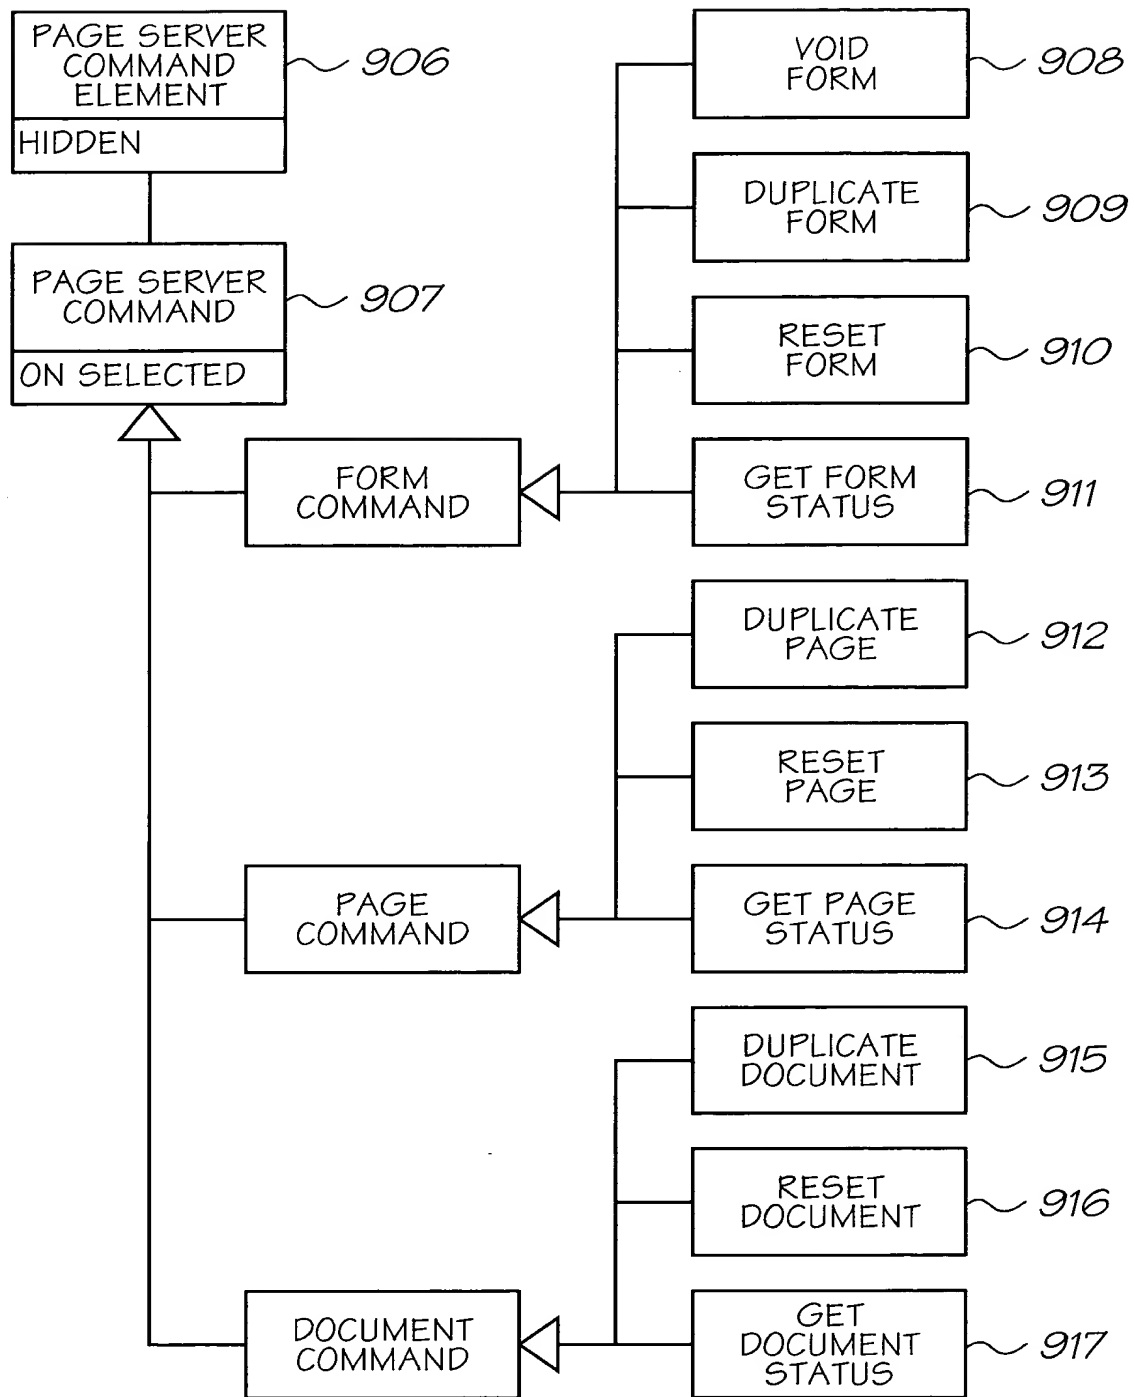 PAGE SERVER
COMMAND
ELEMENT
906
HIDDEN
PAGE SERVER
COMMAND
907
ON SELECTED
FORM
COMMAND
VOID
FORM
908
DUPLICATE
FORM
909
RESET
FORM
910
GET FORM
STATUS
911
PAGE
COMMAND
DUPLICATE
PAGE
912
RESET
PAGE
913
GET PAGE
STATUS
914
DOCUMENT
COMMAND
DUPLICATE
DOCUMENT
915
RESET
DOCUMENT
916
GET
DOCUMENT
STATUS
917